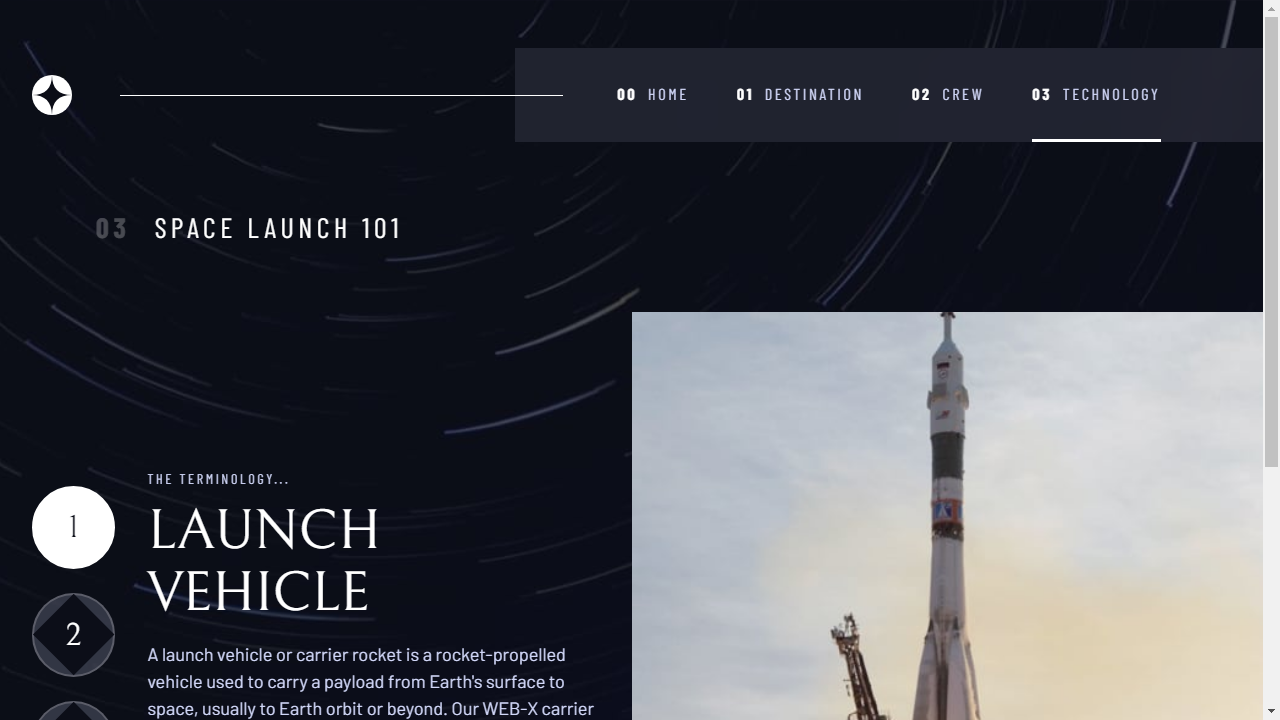 00 HOME 01 DESTINATION 02 CREW 03 TECHNOLOGY
03 SPACE LAUNCH 101
THE TERMINOLOGY...
1
LAUNCH
VEHICLE
2
A launch vehicle or carrier rocket is a rocket-propelled
vehicle used to carry a payload from Earth's surface to
space, usually to Earth orbit or beyond. Our WEB-X carrier